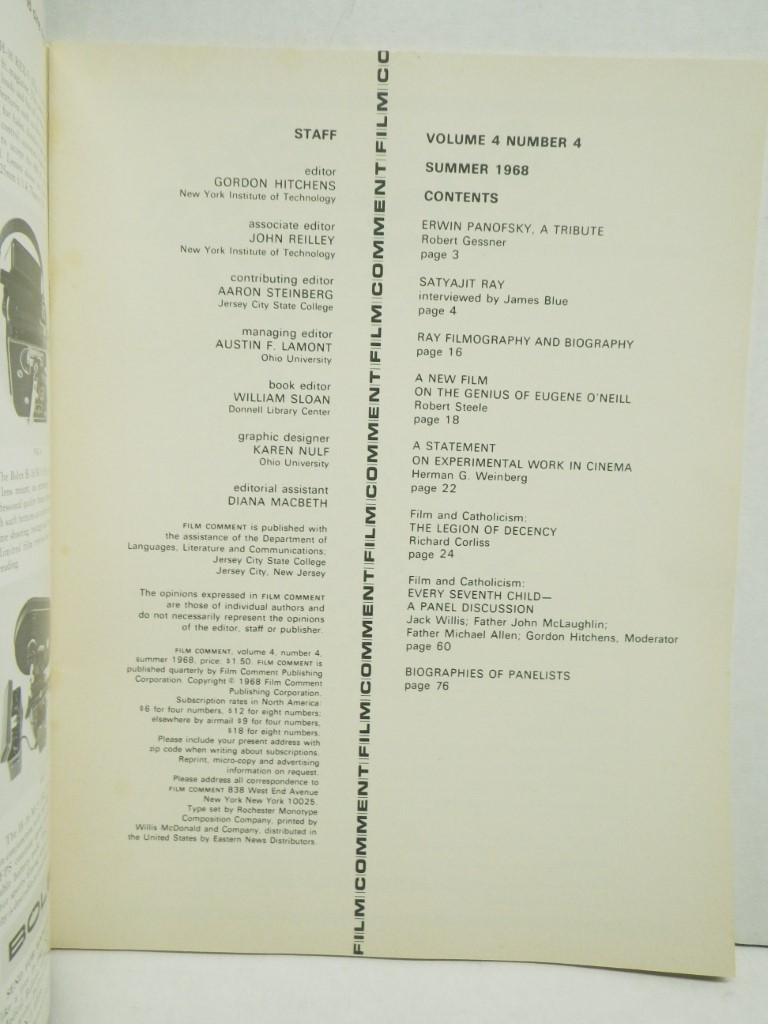 STAFF
editor
GORDON HITCHENS
New York Institute of Technology
associate editor
JOHN REILLEY
New York Institute of Technology
contributing editor
AARON STEINBERG
Jersey City State College
managing editor
AUSTIN F. LAMONT
Ohio University
book editor
WILLIAM SLOAN
Donnell Library Center
graphic designer
KAREN NULF
Ohio University
editorial assistant
DIANA MACBETH
FILM COMMENT is published with
the assistance of the Department of
Languages, Literature and Communications;
Jersey City State College
Jersey City, New Jersey
The opinions expressed in FILM COMMENT
are those of individual authors and
do not necessarily represent the opinions
of the editor, staff or publisher.
FILM COMMENT, volume 4, number 4,
summer 1968, price: $1.50. FILM COMMENT is
published quarterly by Film Comment Publishing
Corporation. Copyright © 1968 Film Comment
Publishing Corporation.
Subscription rates in North America:
$6 for four numbers, $12 for eight numbers;
elsewhere by airmail $9 for four numbers,
$18 for eight numbers.
Please include your present address with
zip code when writing about subscriptions.
Reprint, micro-copy and advertising
information on request.
Please address all correspondence to
FILM COMMENT 838 West End Avenue
New York New York 10025.
Type set by Rochester Monotype
Composition Company, printed by
Willis McDonald and Company, distributed in
the United States by Eastern News Distributors.
FILM COMMENT FILM COMMENT FILM COMMENT FILM COMMENT FILM CO
VOLUME 4 NUMBER 4
SUMMER 1968
CONTENTS
ERWIN PANOFSKY, A TRIBUTE
Robert Gessner
page 3
SATYAJIT RAY
interviewed by James Blue
page 4
RAY FILMOGRAPHY AND BIOGRAPHY
page 16
A NEW FILM
ON THE GENIUS OF EUGENE O'NEILL
Robert Steele
page 18
A STATEMENT
ON EXPERIMENTAL WORK IN CINEMA
Herman G. Weinberg
page 22
Film and Catholicism:
THE LEGION OF DECENCY
Richard Corliss
page 24
Film and Catholicism:
EVERY SEVENTH CHILD—
A PANEL DISCUSSION
Jack Willis; Father John McLaughlin;
Father Michael Allen; Gordon Hitchens, Moderator
page 60
BIOGRAPHIES OF PANELISTS
page 76